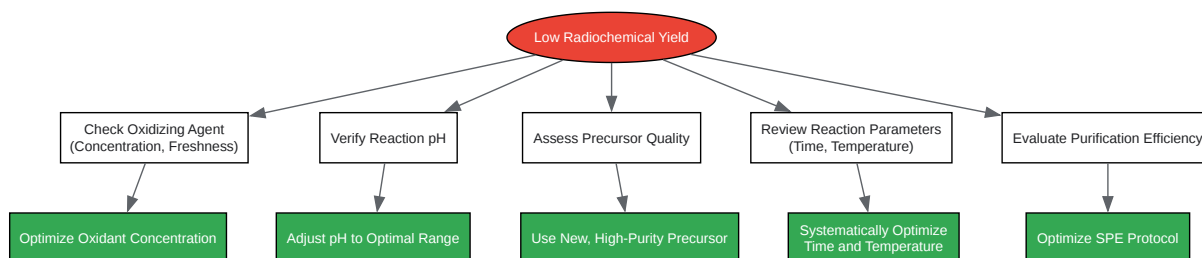 Low Radiochemical Yield
Check Oxidizing Agent
(Concentration, Freshness)
Verify Reaction pH
Assess Precursor Quality
Review Reaction Parameters
(Time, Temperature)
Evaluate Purification Efficiency
Optimize Oxidant Concentration
Adjust pH to Optimal Range
Use New, High-Purity Precursor
Systematically Optimize
Time and Temperature
Optimize SPE Protocol